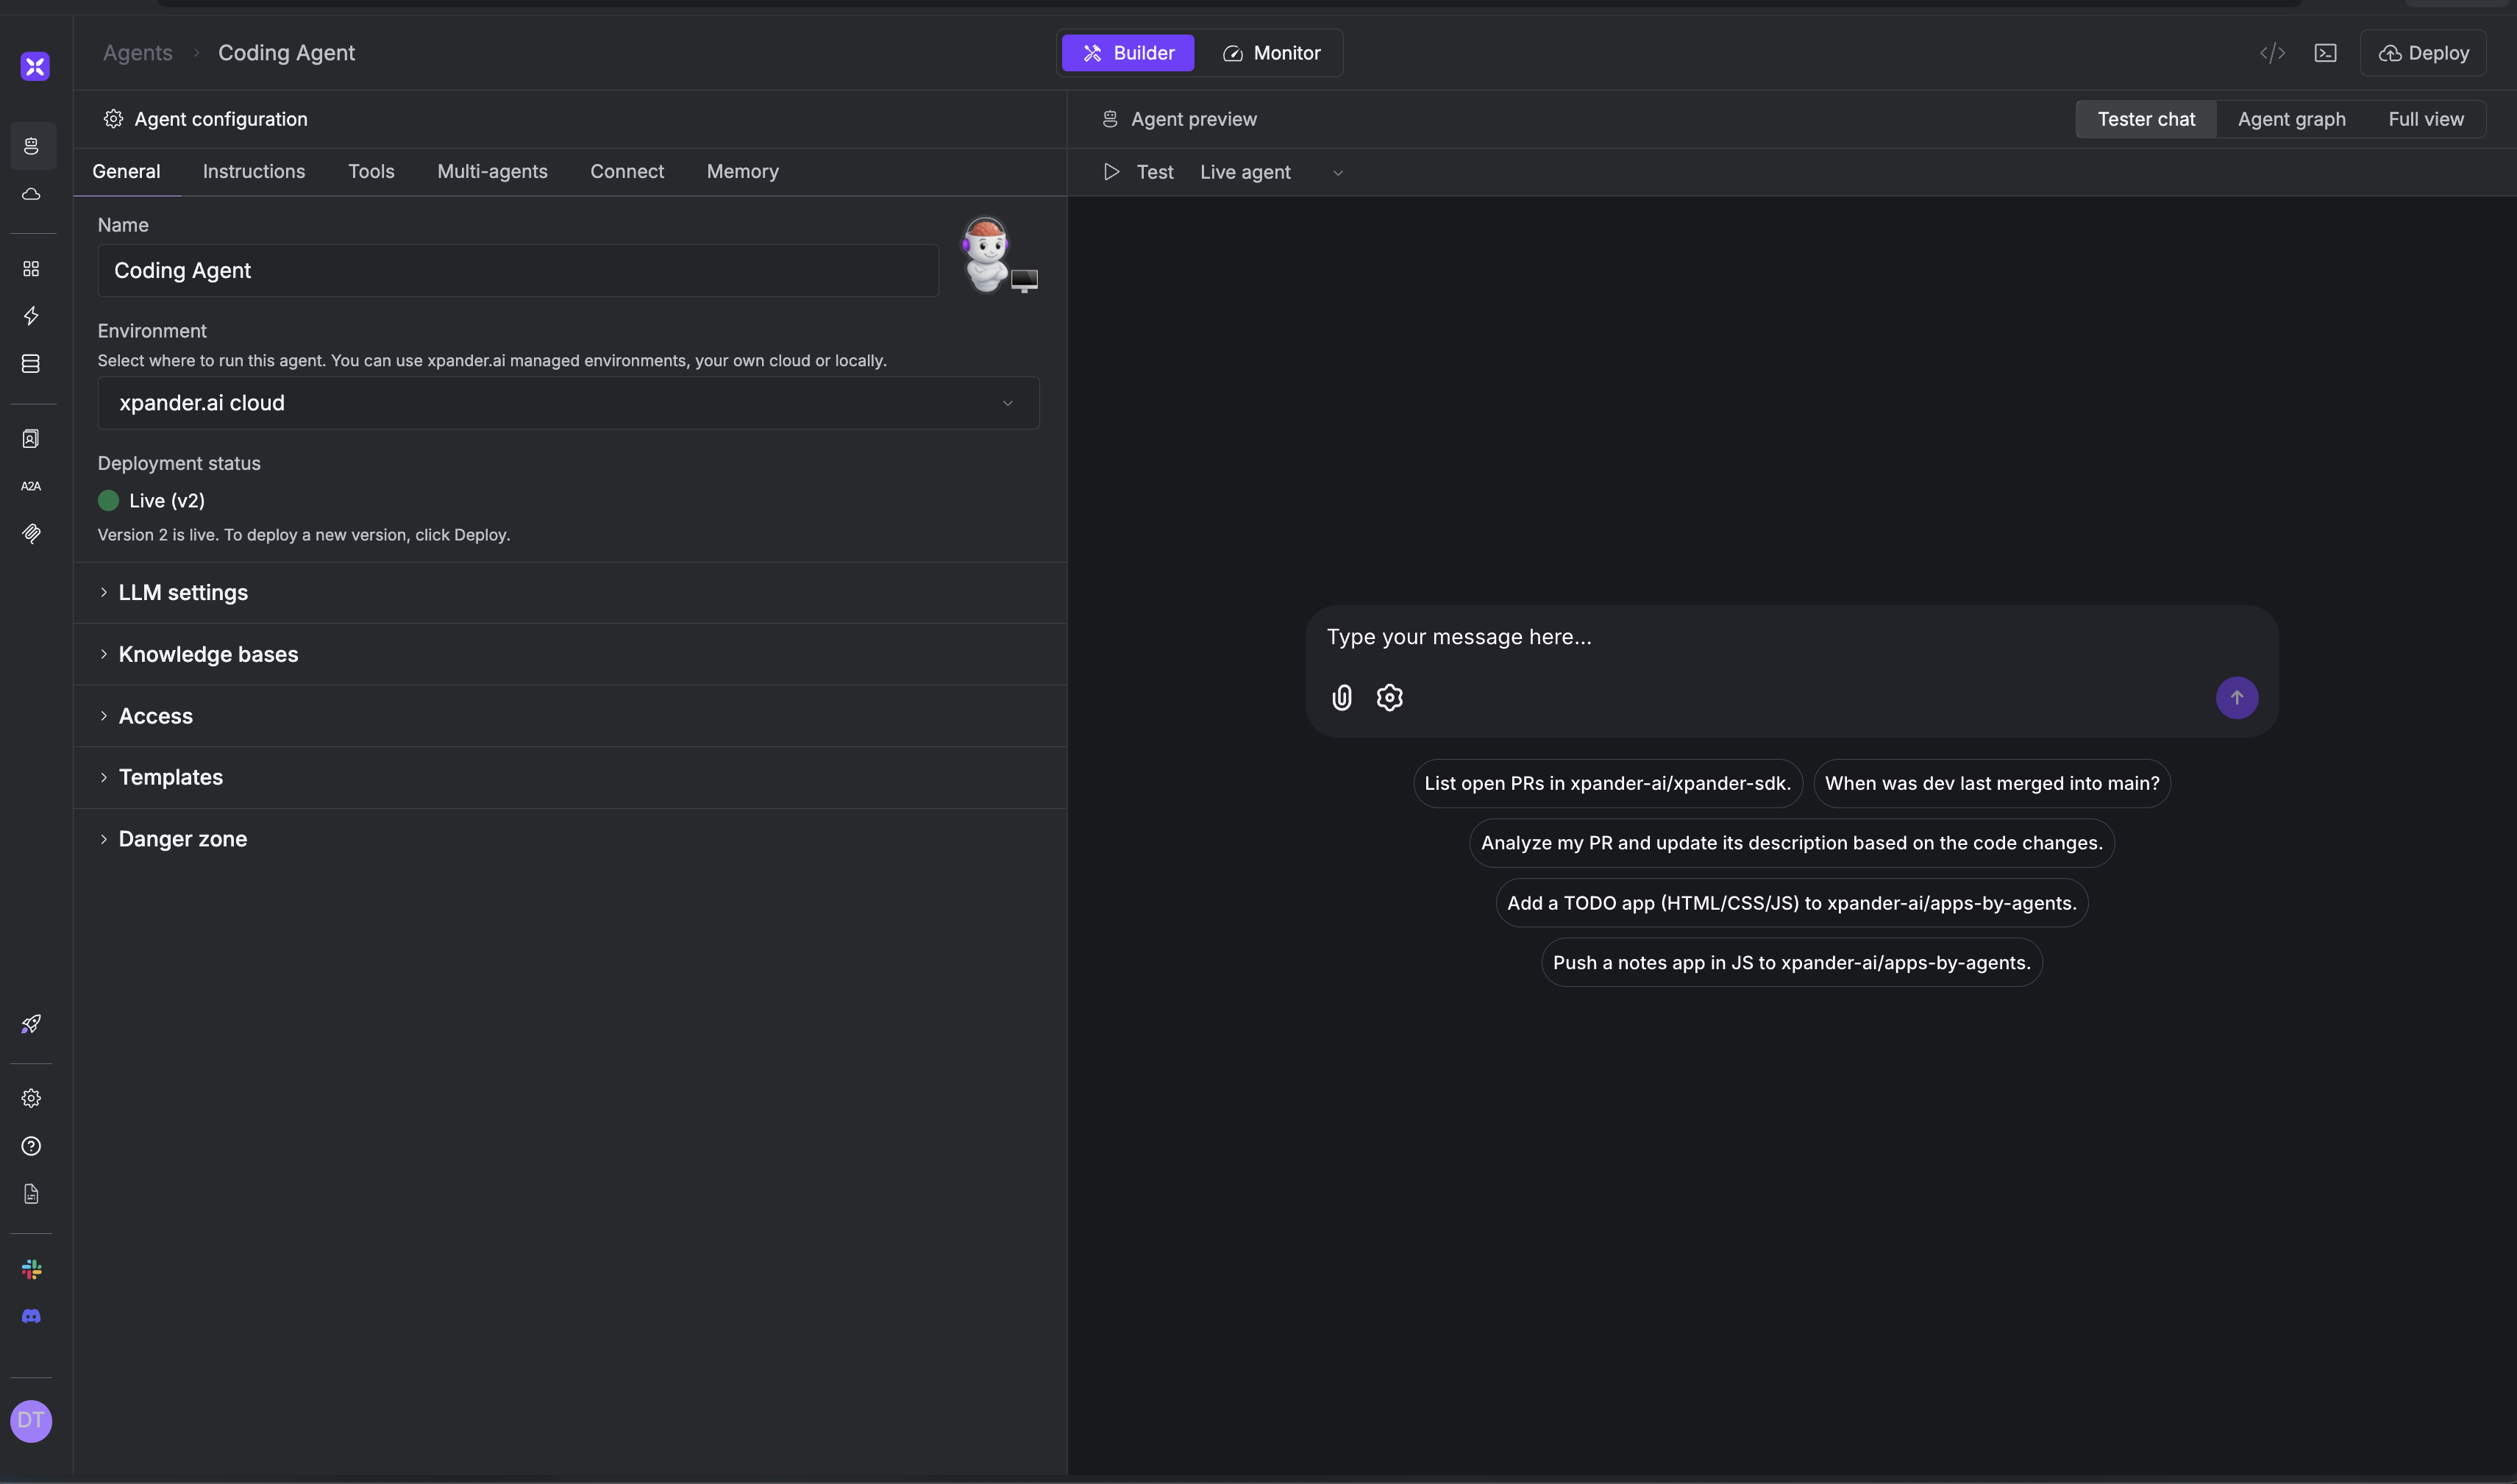 Agents
Coding Agent
Builder
Monitor
Deploy
Agent configuration
Agent preview
Tester chat
Agent graph
Full view
General
Instructions
Tools
Multi-agents
Connect
Memory
Test
Live agent
Name
Coding Agent
Environment
Select where to run this agent. You can use xpander.ai managed environments, your own cloud or locally.
xpander.ai cloud
Deployment status
Live (v2)
Version 2 is live. To deploy a new version, click Deploy.
LLM settings
Knowledge bases
Access
Templates
Danger zone
A2A
DT
Type your message here...
List open PRs in xpander-ai/xpander-sdk.
When was dev last merged into main?
Analyze my PR and update its description based on the code changes.
Add a TODO app (HTML/CSS/JS) to xpander-ai/apps-by-agents.
Push a notes app in JS to xpander-ai/apps-by-agents.